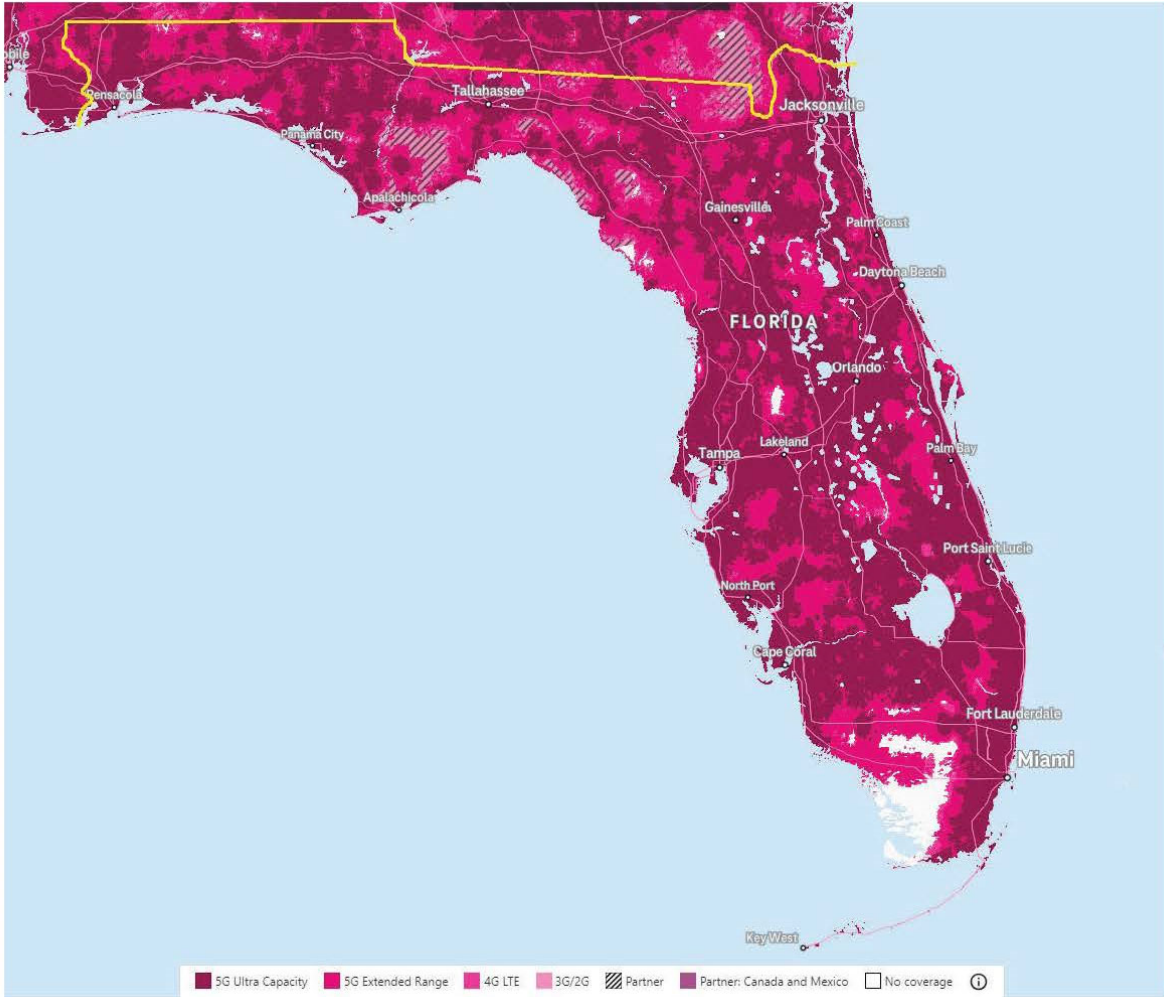 obile
Pensacola
Tallahassee
Jacksonville
Panama City
Apalachicola
Gainesville
Palm Coast
Daytona Beach
FLORIDA
Orlando
Lakeland
Tampa
Palm Bay
Port Saint Lucie
North Port
Cape Coral
Fort Lauderdale
Miami
Key West
5G Ultra Capacity 5G Extended Range 4G LTE 3G/2G Partner Partner: Canada and Mexico No coverage